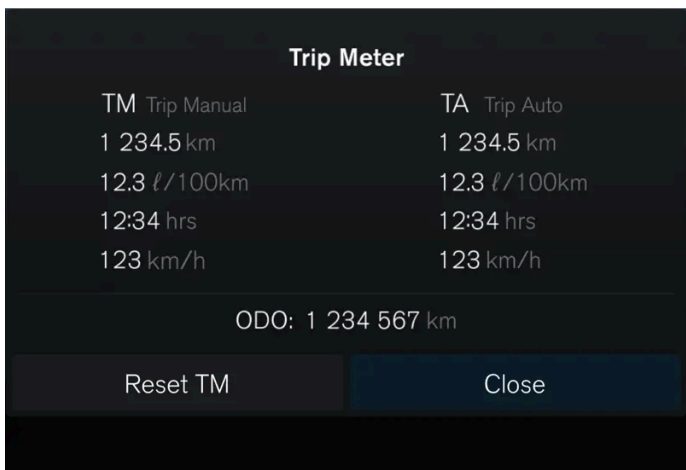 Trip Meter
TM Trip Manual
1 234.5 km
12.3 ℓ/100km
12:34 hrs
123 km/h
TA Trip Auto
1 234.5 km
12.3 ℓ/100km
12:34 hrs
123 km/h
ODO: 1 234 567 km
Reset TM
Close